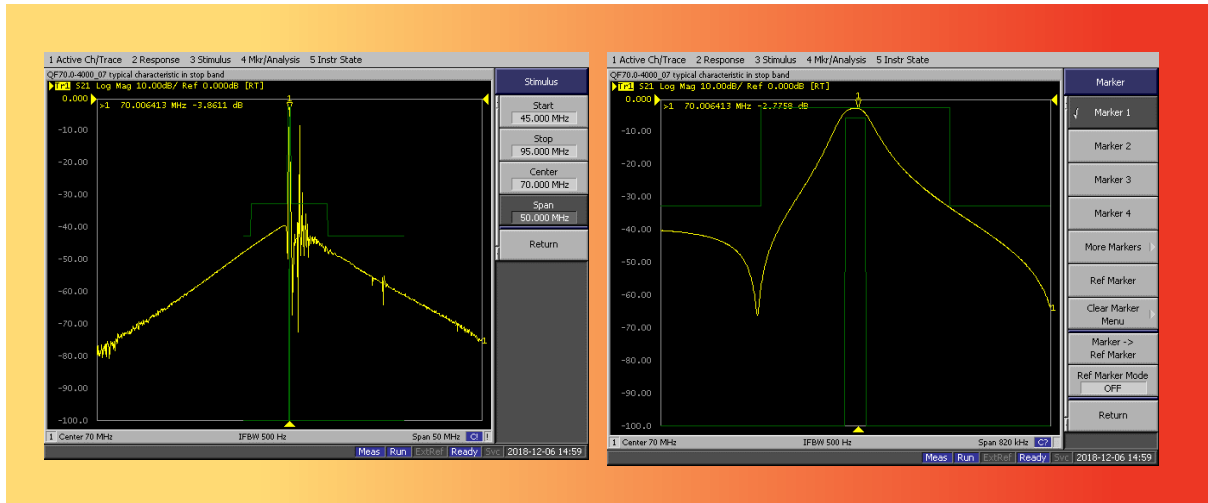 1 Active Ch/Trace 2 Response 3 Stimulus 4 Mkr/Analysis 5 Instr State
QF70.0-4000_07 typical characteristic in stop band
Tr1 S21 Log Mag 10.00dB/ Ref 0.000dB [RT]
0.000
>1 70.006413 MHz -3.8611 dB
1
-10.00
-20.00
-30.00
-40.00
-50.00
-60.00
-70.00
1
-80.00
-90.00
-100.0
1 Center 70 MHz IFBW 500 Hz Span 50 MHz C! !
Meas Run ExtRef Ready Svc 2018-12-06 14:59
Stimulus
Start
45.000 MHz
Stop
95.000 MHz
Center
70.000 MHz
Span
50.000 MHz
Return
1 Active Ch/Trace 2 Response 3 Stimulus 4 Mkr/Analysis 5 Instr State
QF70.0-4000_07 typical characteristic in stop band
Tr1 S21 Log Mag 10.00dB/ Ref 0.000dB [RT]
0.000
>1 70.006413 MHz -2.7758 dB
1
-10.00
-20.00
-30.00
-40.00
-50.00
-60.00
1
-70.00
-80.00
-90.00
-100.0
1 Center 70 MHz IFBW 500 Hz Span 820 kHz C?
Meas Run ExtRef Ready Svc 2018-12-06 14:59
Marker
√ Marker 1
Marker 2
Marker 3
Marker 4
More Markers
Ref Marker
Clear Marker
Menu
Marker ->
Ref Marker
Ref Marker Mode
OFF
Return